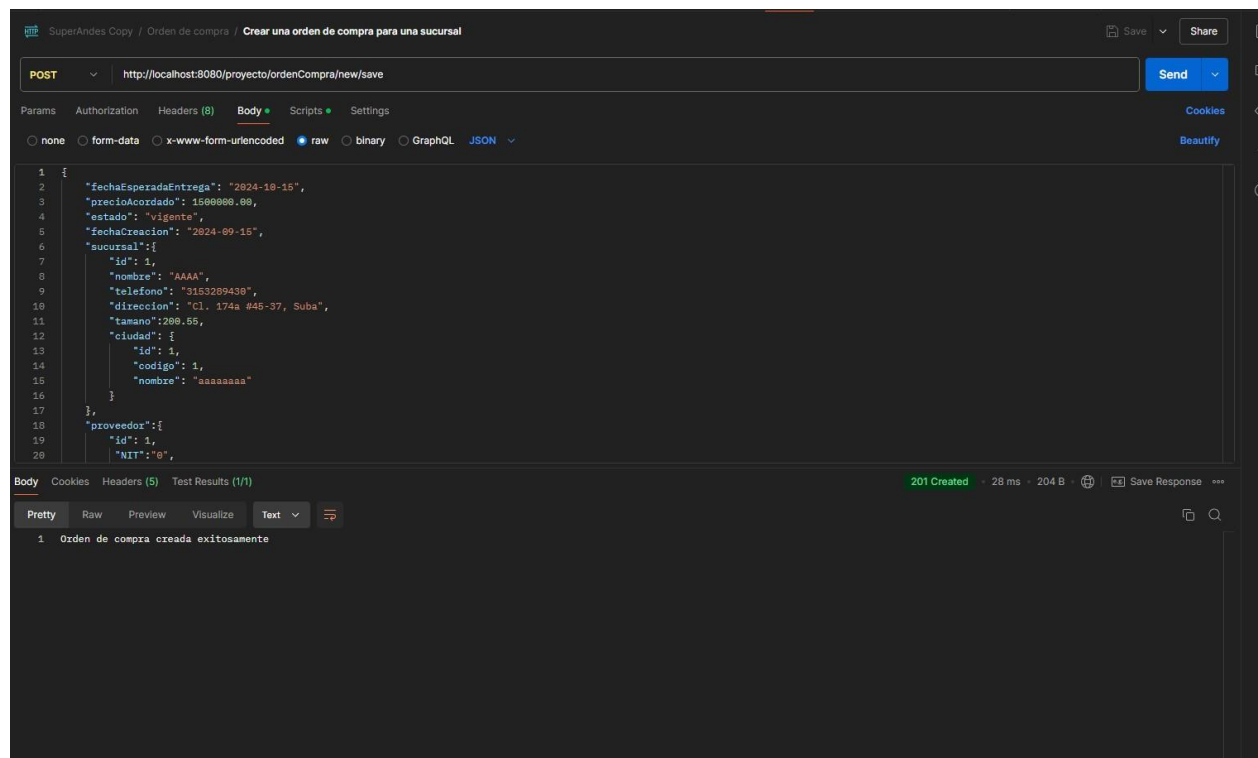 HTTP SuperAndes Copy / Orden de compra / Crear una orden de compra para una sucursal Save Share
POST http://localhost:8080/proyecto/ordenCompra/new/save Send
Params Authorization Headers (8) Body Scripts Settings Cookies
none form-data x-www-form-urlencoded raw binary GraphQL JSON Beautify
1 {
2 "fechaEsperadaEntrega": "2024-10-15",
3 "precioAcordado": 1500000.00,
4 "estado": "vigente",
5 "fechaCreacion": "2024-09-15",
6 "sucursal":{
7 "id": 1,
8 "nombre": "AAAA",
9 "telefono": "3153209430",
10 "direccion": "Cl. 174a #45-37, Suba",
11 "tamano":200.55,
12 "ciudad": {
13 "id": 1,
14 "codigo": 1,
15 "nombre": "aaaaaaaa"
16 }
17 },
18 "proveedor":{
19 "id": 1,
20 "NIT":"0",
Body Cookies Headers (5) Test Results (1/1) 201 Created 28 ms 204 B Save Response
Pretty Raw Preview Visualize Text
1 Orden de compra creada exitosamente